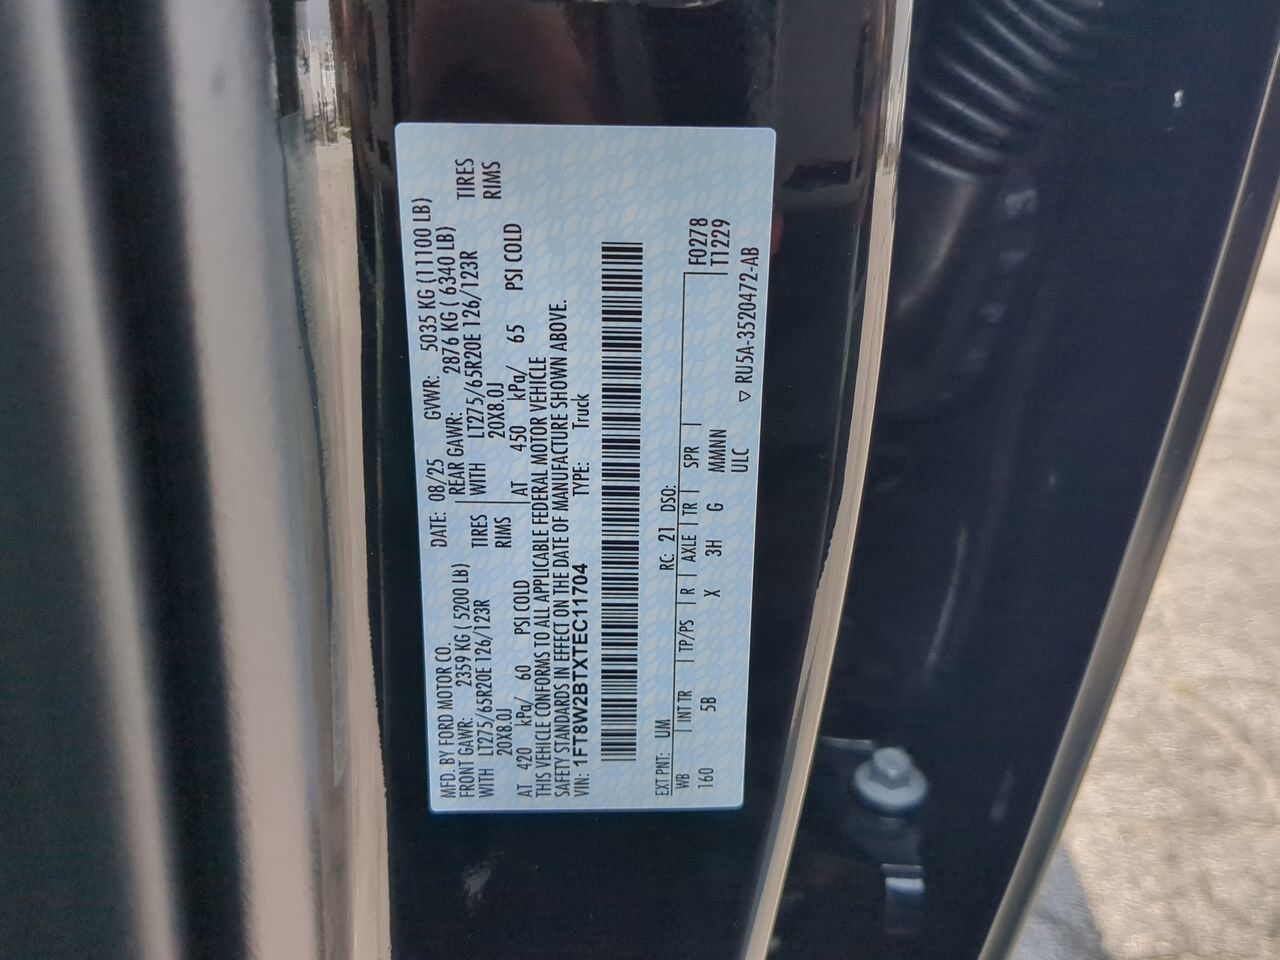 MFD. BY FORD MOTOR CO. DATE: 08/25 GVWR: 5035 KG (11100 LB)
FRONT GAWR: 2359 KG ( 5200 LB) REAR GAWR: 2876 KG ( 6340 LB)
WITH LT275/65R20E 126/123R TIRES WITH LT275/65R20E 126/123R TIRES
20X8.0J RIMS 20X8.0J RIMS
AT 420 kPa/ 60 PSI COLD AT 450 kPa/ 65 PSI COLD
THIS VEHICLE CONFORMS TO ALL APPLICABLE FEDERAL MOTOR VEHICLE
SAFETY STANDARDS IN EFFECT ON THE DATE OF MANUFACTURE SHOWN ABOVE.
VIN: 1FT8W2BTXTEC11704 TYPE: Truck
EXT PNT: UM RC: 21 DSO:
WB INT TR TP/PS R AXLE TR SPR F0278
160 5B X 3H G MMNNN T1229
ULC
▽ RU5A-3520472-AB